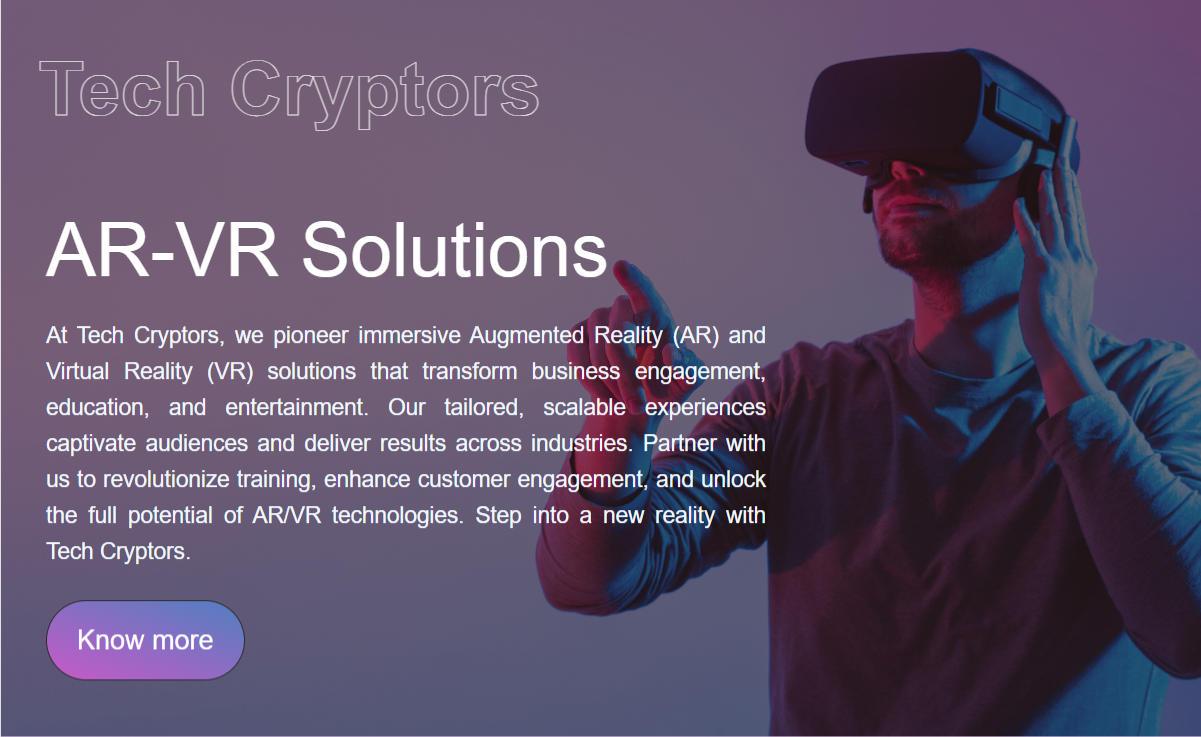 Tech Cryptors
AR-VR Solutions
At Tech Cryptors, we pioneer immersive Augmented Reality (AR) and
Virtual Reality (VR) solutions that transform business engagement,
education, and entertainment. Our tailored, scalable experiences
captivate audiences and deliver results across industries. Partner with
us to revolutionize training, enhance customer engagement, and unlock
the full potential of AR/VR technologies. Step into a new reality with
Tech Cryptors.
Know more